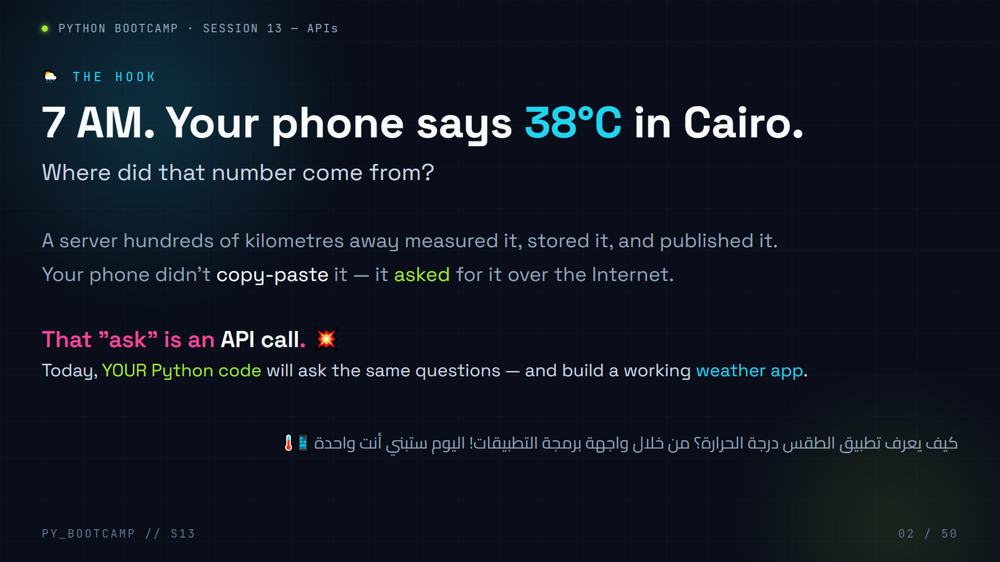 PYTHON BOOTCAMP · SESSION 13 — APIs
🌦 THE HOOK
7 AM. Your phone says 38°C in Cairo.
Where did that number come from?
A server hundreds of kilometres away measured it, stored it, and published it.
Your phone didn’t copy-paste it — it asked for it over the Internet.
That ”ask” is an API call. 💥
Today, YOUR Python code will ask the same questions — and build a working weather app.
كيف يعرف تطبيق الطقس درجة الحرارة؟ من خلال واجهة برمجة التطبيقات! اليوم ستبني أنت واحدة 📱🌡
PY_BOOTCAMP // S13
02 / 50